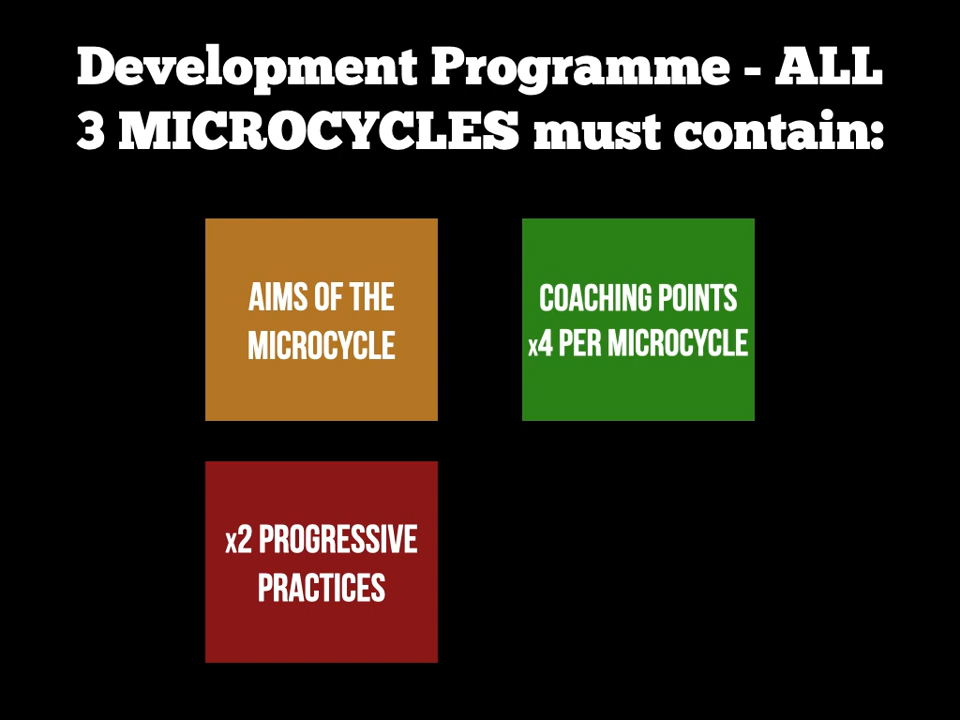 Development Programme - ALL
3 MICROCYCLES must contain:
AIMS OF THE
MICROCYCLE
COACHING POINTS
x4 PER MICROCYCLE
x2 PROGRESSIVE
PRACTICES